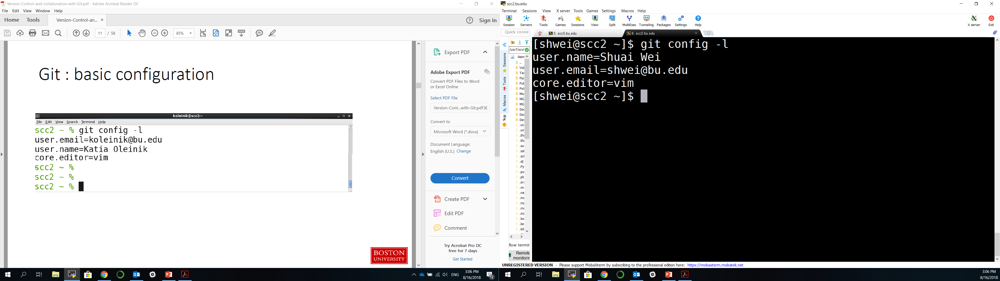 Version-Control-and-collaboration-with-Git.pdf - Adobe Acrobat Reader DC
File Edit View Window Help
Home Tools Version-Control-an... × Sign In
11 / 58 85%
Git : basic configuration
koleinik@scc2:~
File Edit View Search Terminal Help
scc2 ~ % git config -l
user.email=koleinik@bu.edu
user.name=Katia Oleinik
core.editor=vim
scc2 ~ %
scc2 ~ %
scc2 ~ %
BOSTON
UNIVERSITY
Export PDF
Adobe Export PDF
Convert PDF Files to Word
or Excel Online
Select PDF File
Version-Cont...with-Git.pdf
Convert to
Microsoft Word (*.docx)
Document Language:
English (U.S.) Change
Convert
Create PDF
Edit PDF
Comment
Try Acrobat Pro DC
free for 7 days
Get Started
3:06 PM
ENG
8/16/2018
12
scc2.bu.edu
Terminal Sessions View X server Tools Games Settings Macros Help
Session Servers Tools Games Sessions View Split MultiExec Tunneling Packages Settings Help X server Exit
Quick conne 5. scc5.bu.edu 6. scc2.bu.edu
Sessions
Tools
Macros
Scp
/usr1/scv/
Nam
..
Vid
Ter
Pyc
Pub
Pict
Mu
MG
MG
Dov
Doc
Des
.vn
.vir
.thu
.the
.su
.ssl
.scl
.qt
.Py
.pu
.pk
.ora
.nv
.na
.mo
.mg
.ma
.ma
.loc
.ke
.kd
llow termir
Remote
monitorir
[shwei@scc2 ~]$ git config -l
user.name=Shuai Wei
user.email=shwei@bu.edu
core.editor=vim
[shwei@scc2 ~]$
UNREGISTERED VERSION - Please support MobaXterm by subscribing to the professional edition here: https://mobaxterm.mobatek.net
3:06 PM
8/16/2018